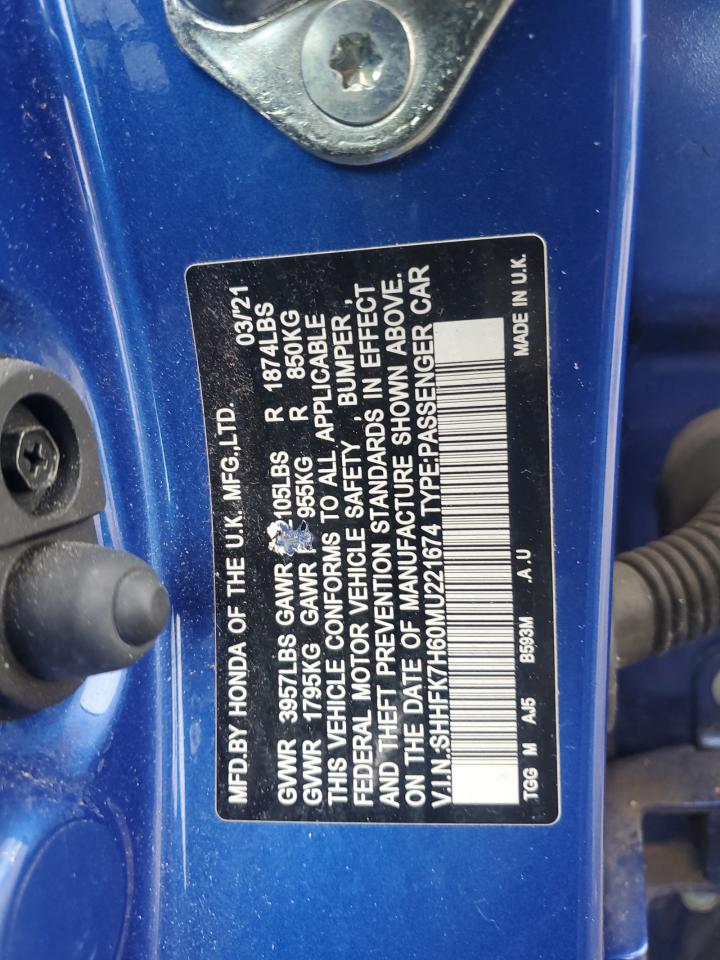 MFD.BY HONDA OF THE U.K. MFG.,LTD. 03/'21
GVWR 3957LBS GAWR 105LBS R 1874LBS
GVWR 1795KG GAWR 955KG R 850KG
THIS VEHICLE CONFORMS TO ALL APPLICABLE
FEDERAL MOTOR VEHICLE SAFETY , BUMPER ,
AND THEFT PREVENTION STANDARDS IN EFFECT
ON THE DATE OF MANUFACTURE SHOWN ABOVE.
V.I.N.:SHHFK7H60MU221674 TYPE:PASSENGER CAR
TGG M AJ5 B593M A.U MADE IN U.K.